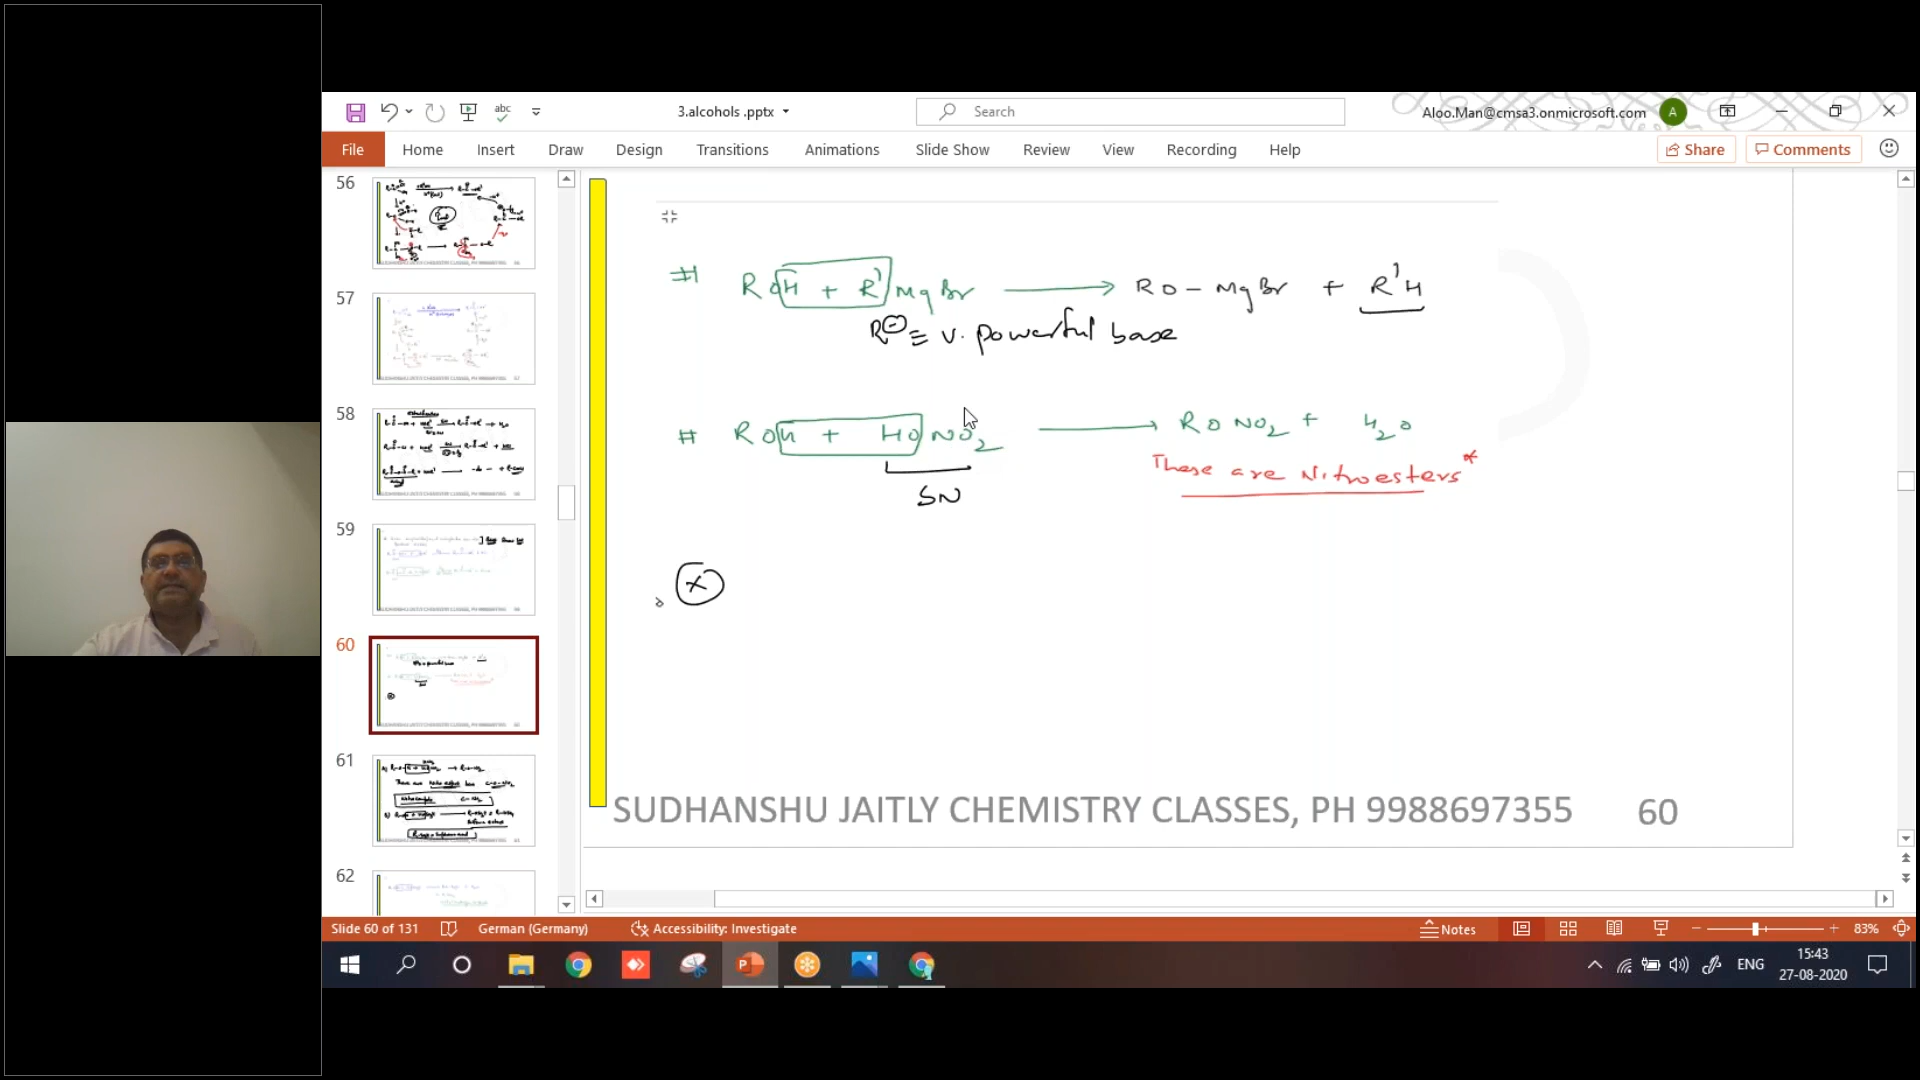 abc
3.alcohols .pptx
Search
Aloo.Man@cmsa3.onmicrosoft.com
A
File Home Insert Draw Design Transitions Animations Slide Show Review View Recording Help
Share
Comments
56
57
58
59
60
61
62
# ROH + R' MgBr → RO - MgBr + R'H
R⊖ ≡ v. powerful base
# ROH + HO NO2 → RO NO2 + H2O
SN
These are Nitroesters *
x
SUDHANSHU JAITLY CHEMISTRY CLASSES, PH 9988697355 60
Slide 60 of 131
German (Germany)
Accessibility: Investigate
Notes
83%
ENG
15:43
27-08-2020